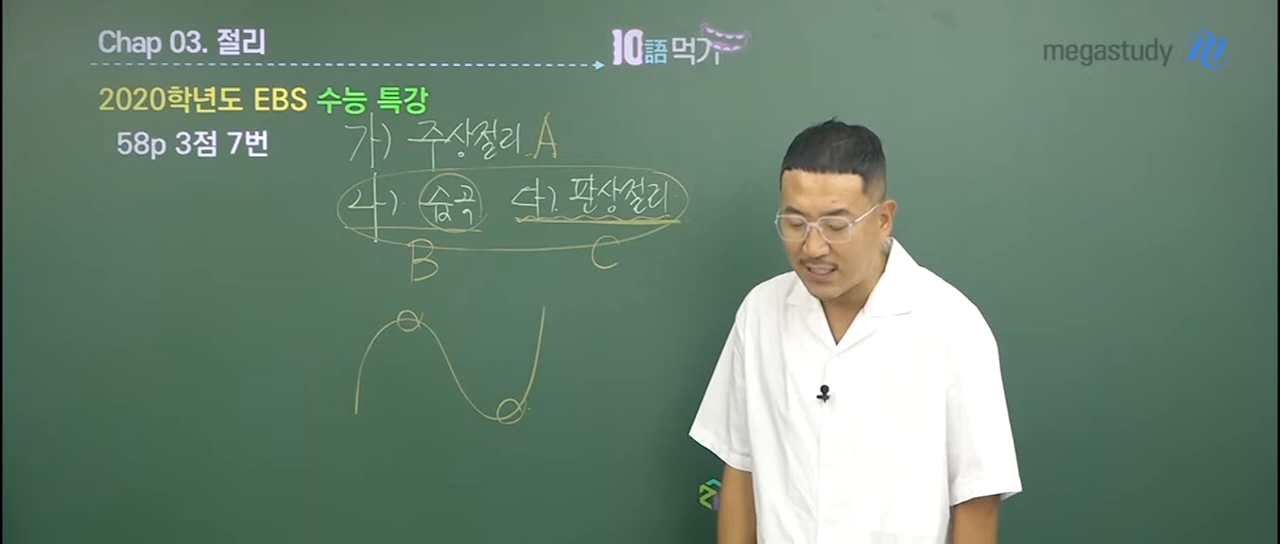 Chap 03. 절리
10語먹기
megastudy
2020학년도 EBS 수능 특강
58p 3점 7번
가) 주상절리 A
나). 습곡 다). 판상절리
B C